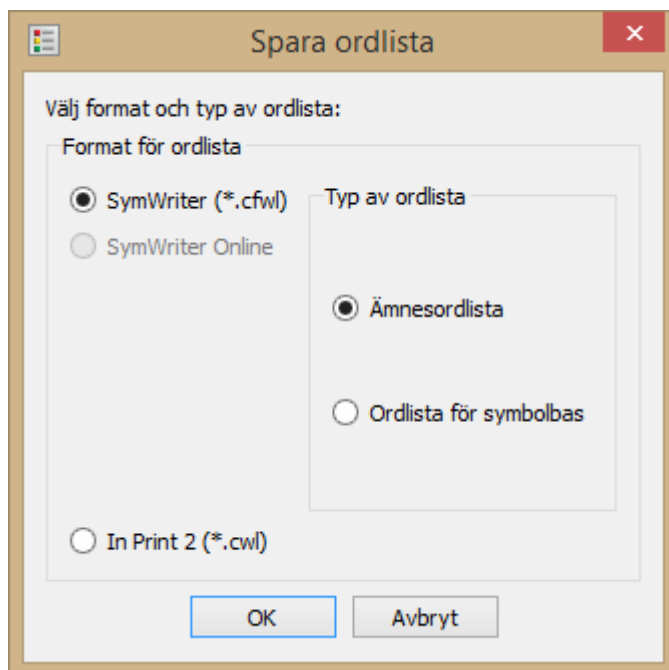 Spara ordlista
Välj format och typ av ordlista:
Format för ordlista
SymWriter (*.cfwl)
SymWriter Online
Typ av ordlista
Ämnesordlista
Ordlista för symbolbas
In Print 2 (*.cwl)
OK
Avbryt